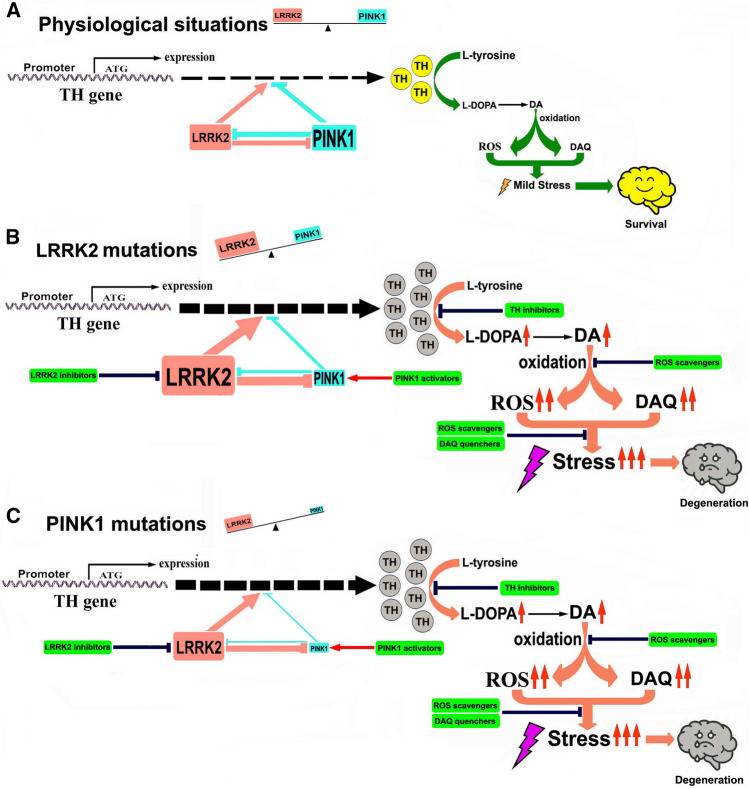 A
Physiological situations
LRRK2
PINK1
Promoter
ATG
expression
TH gene
LRRK2
PINK1
TH
TH
TH
L-tyrosine
L-DOPA
DA
oxidation
ROS
DAQ
Mild Stress
Survival
B
LRRK2 mutations
LRRK2
PINK1
Promoter
ATG
expression
TH gene
LRRK2 inhibitors
LRRK2
PINK1
PINK1 activators
TH
TH
TH
TH
TH
TH
TH
L-tyrosine
TH inhibitors
L-DOPA
DA
oxidation
ROS scavengers
ROS
DAQ
ROS scavengers
DAQ quenchers
Stress
Degeneration
C
PINK1 mutations
LRRK2
PINK1
Promoter
ATG
expression
TH gene
LRRK2 inhibitors
LRRK2
PINK1
PINK1 activators
TH
TH
TH
TH
TH
TH
TH
L-tyrosine
TH inhibitors
L-DOPA
DA
oxidation
ROS scavengers
ROS
DAQ
ROS scavengers
DAQ quenchers
Stress
Degeneration